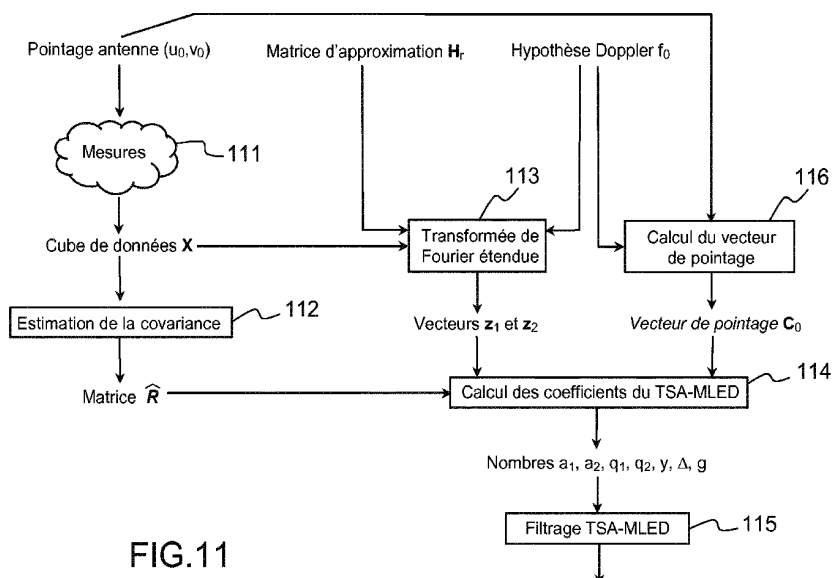 Pointage antenne (u₀,v₀)
Matrice d'approximation Hᵣ
Hypothèse Doppler f₀
Mesures
111
113
116
Cube de données X
Transformée de
Fourier étendue
Calcul du vecteur
de pointage
112
Estimation de la covariance
Vecteurs z₁ et z₂
Vecteur de pointage C₀
Matrice R̂
Calcul des coefficients du TSA-MLED
114
Nombres a₁, a₂, q₁, q₂, y, Δ, g
Filtrage TSA-MLED
115
FIG.11